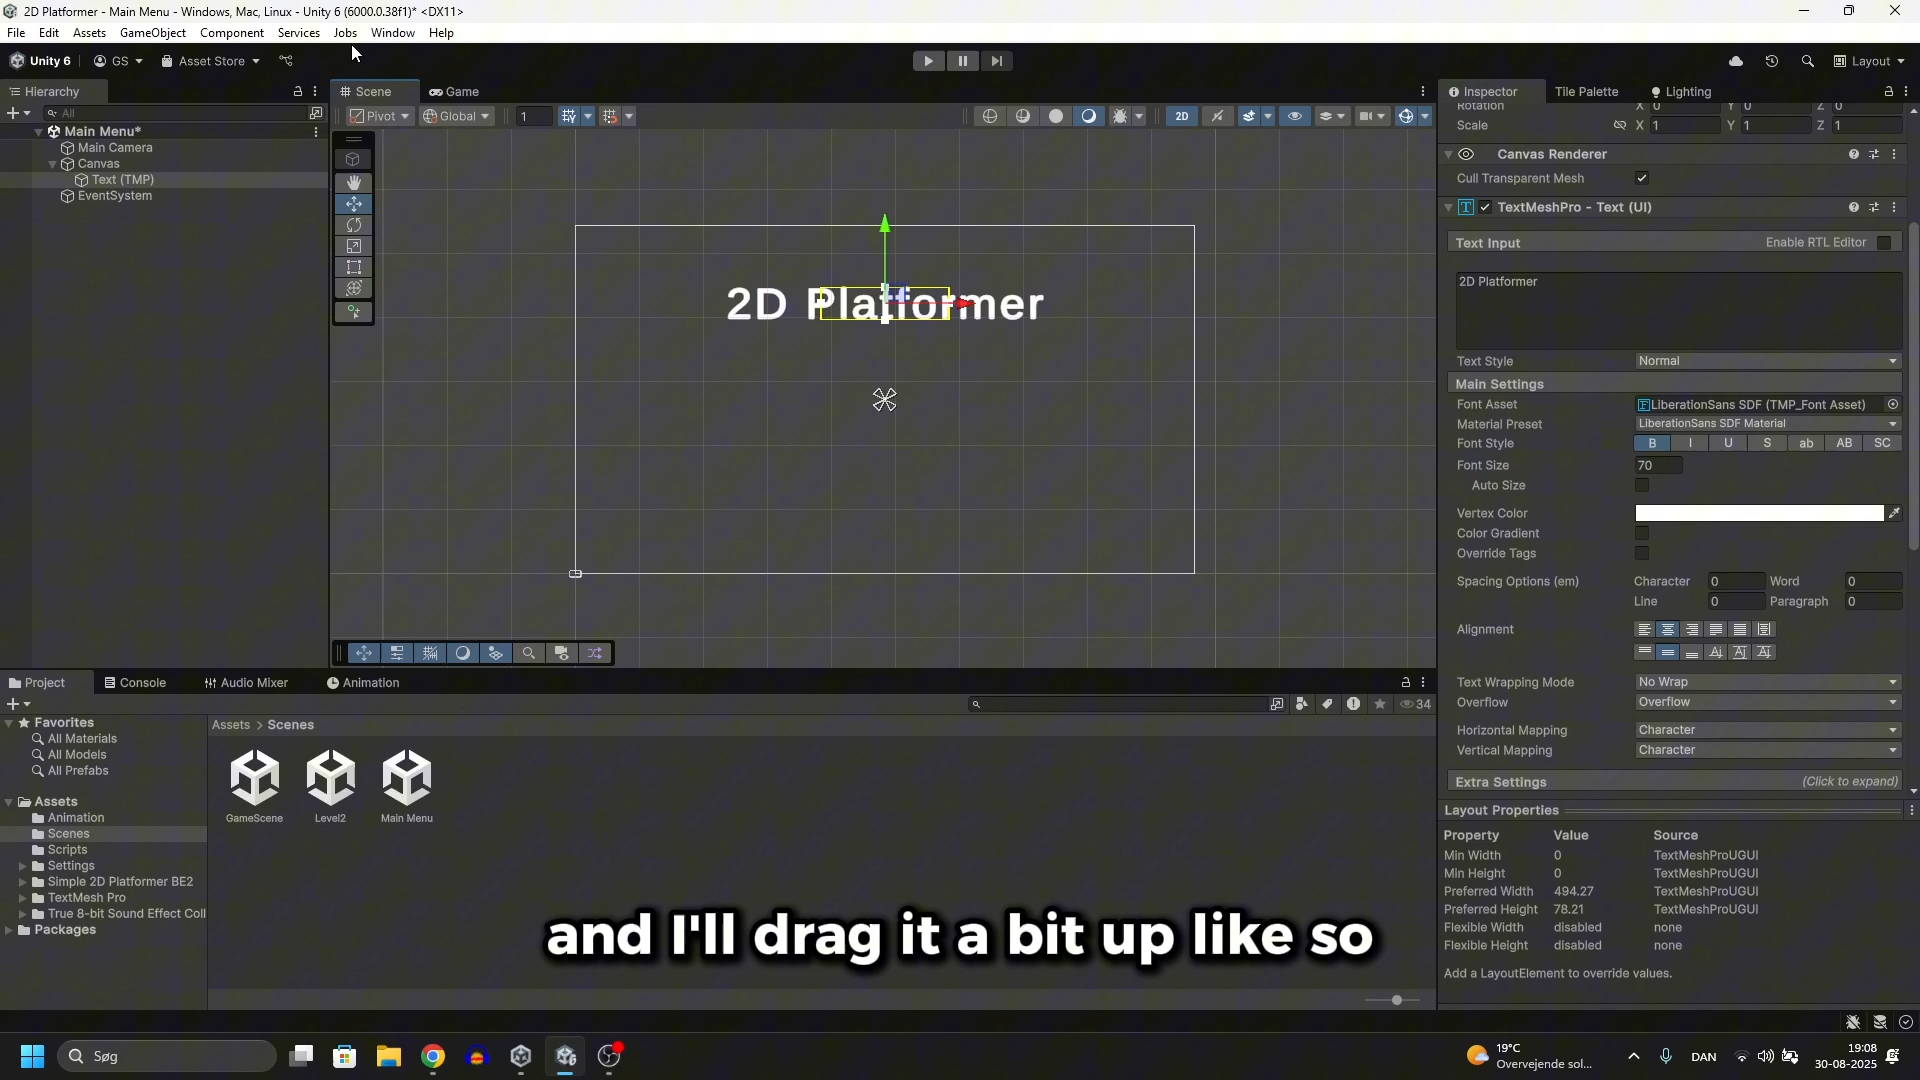 2D Platformer - Main Menu - Windows, Mac, Linux - Unity 6 (6000.0.38f1)* <DX11>
File Edit Assets GameObject Component Services Jobs Window Help
Unity 6 GS Asset Store Layout
Hierarchy
All
Main Menu*
Main Camera
Canvas
Text (TMP)
EventSystem
Scene Game
Pivot Global 1 2D
2D Platformer
Inspector Tile Palette Lighting
Rotation X 0 Y 0 Z 0
Scale X 1 Y 1 Z 1
Canvas Renderer
Cull Transparent Mesh
TextMeshPro - Text (UI)
Text Input Enable RTL Editor
2D Platformer
Text Style Normal
Main Settings
Font Asset LiberationSans SDF (TMP_Font Asset)
Material Preset LiberationSans SDF Material
Font Style B I U S ab AB SC
Font Size 70
Auto Size
Vertex Color
Color Gradient
Override Tags
Spacing Options (em) Character 0 Word 0
Line 0 Paragraph 0
Alignment
Text Wrapping Mode No Wrap
Overflow Overflow
Horizontal Mapping Character
Vertical Mapping Character
Extra Settings (Click to expand)
Layout Properties
Property Value Source
Min Width 0 TextMeshProUGUI
Min Height 0 TextMeshProUGUI
Preferred Width 494.27 TextMeshProUGUI
Preferred Height 78.21 TextMeshProUGUI
Flexible Width disabled none
Flexible Height disabled none
Add a LayoutElement to override values.
Project Console Audio Mixer Animation
34
Favorites
All Materials
All Models
All Prefabs
Assets
Animation
Scenes
Scripts
Settings
Simple 2D Platformer BE2
TextMesh Pro
True 8-bit Sound Effect Coll
Packages
Assets > Scenes
GameScene Level2 Main Menu
and I'll drag it a bit up like so
Søg
19°C
Overvejende sol...
DAN
19:08
30-08-2025